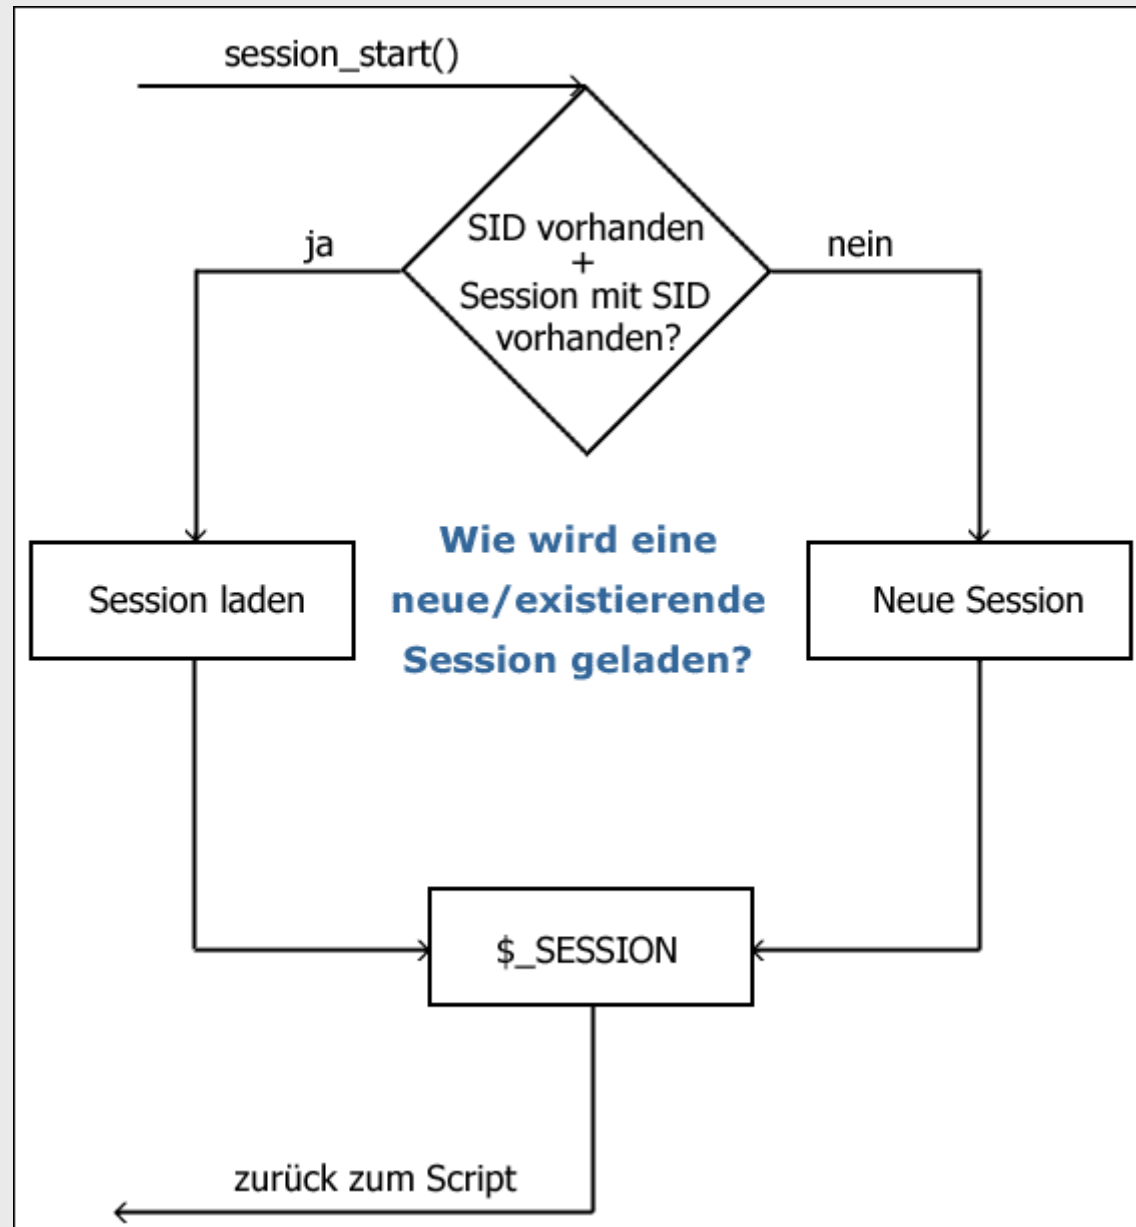 session_start()
SID vorhanden
+
Session mit SID
vorhanden?
ja
nein
Wie wird eine
neue/existierende
Session geladen?
Session laden
Neue Session
$_SESSION
zurück zum Script